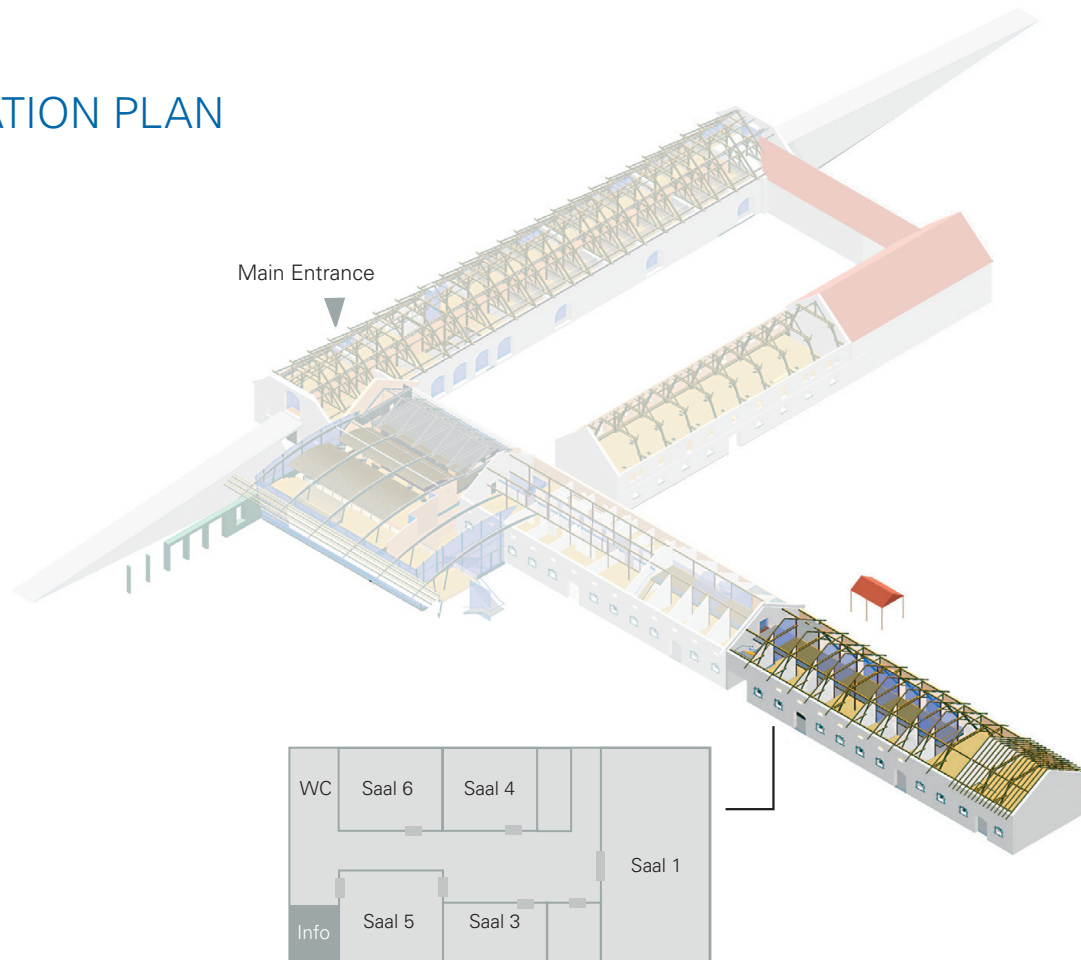 ATION PLAN
Main Entrance
WC
Saal 6
Saal 4
Saal 1
Info
Saal 5
Saal 3